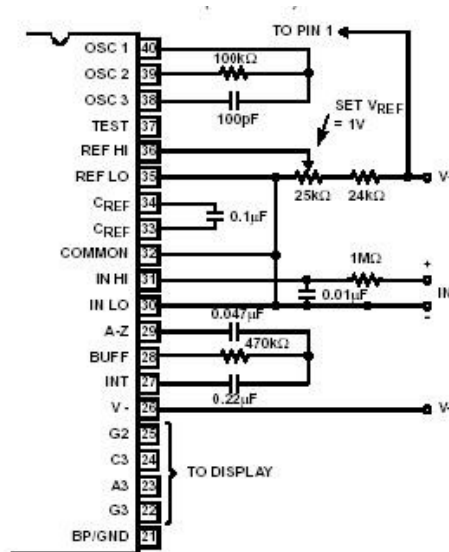 TO PIN 1
OSC 1 40
OSC 2 39
100kΩ
OSC 3 38
100pF
TEST 37
SET VREF
= 1V
REF HI 36
REF LO 35
25kΩ
24kΩ
V-
CREF 34
0.1µF
CREF 33
COMMON 32
IN HI 31
1MΩ
+
0.01µF
IN
IN LO 30
-
0.047µF
A-Z 29
470kΩ
BUFF 28
INT 27
0.22µF
V - 26
V-
G2 25
C3 24
TO DISPLAY
A3 23
G3 22
BP/GND 21